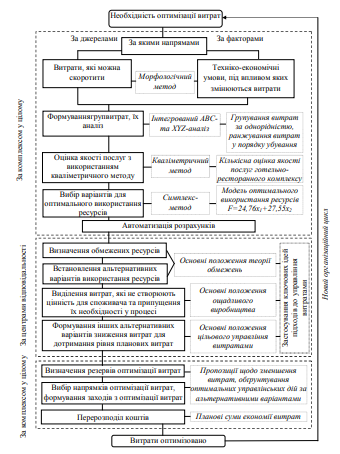 Необхідність оптимізації витрат
За джерелами
За якими напрямами
За факторами
Витрати, які можна
скоротити
Морфологічний
метод
Техніко-економічні
умови, під впливом яких
змінюються витрати
Формуваннягрупвитрат, їх
аналіз
Інтегрований ABC-
та XYZ-аналіз
Групування витрат
за однорідністю,
ранжування витрат
у порядку убування
Оцінка якості послуг з
використанням
кваліметричного методу
Кваліметричний
метод
Кількісна оцінка якості
послуг готельно-
ресторанного комплексу
Вибір варіантів для
оптимального використання
ресурсів
Симплекс-
метод
Модель оптимального
використання ресурсів
F=24,76x1+27,55x2
Автоматизація розрахунків
За комплексом у цілому
Визначення обмежених ресурсів
Встановлення альтернативних
варіантів використання ресурсів
Основні положення теорії
обмежень
Виділення витрат, які не створюють
цінність для споживача та припущення
їх необхідності у процесі
Основні положення
ощадливого
виробництва
Формування інших альтернативних
варіантів зниження витрат для
дотримання рівня планових витрат
Основні положення
цільового управління
витратами
Застосування ключових ідей
підходів до управління
витратами
За центрами відповідальності
Визначення резервів оптимізації витрат
Вибір напрямків оптимізації витрат,
формування заходів з оптимізації витрат
Пропозиції щодо зменшення
витрат, обґрунтування
оптимальних управлінських дій за
альтернативними варіантами
Перерозподіл коштів
Планові суми економії витрат
За комплексом у цілому
Витрати оптимізовано
Новий організаційний цикл